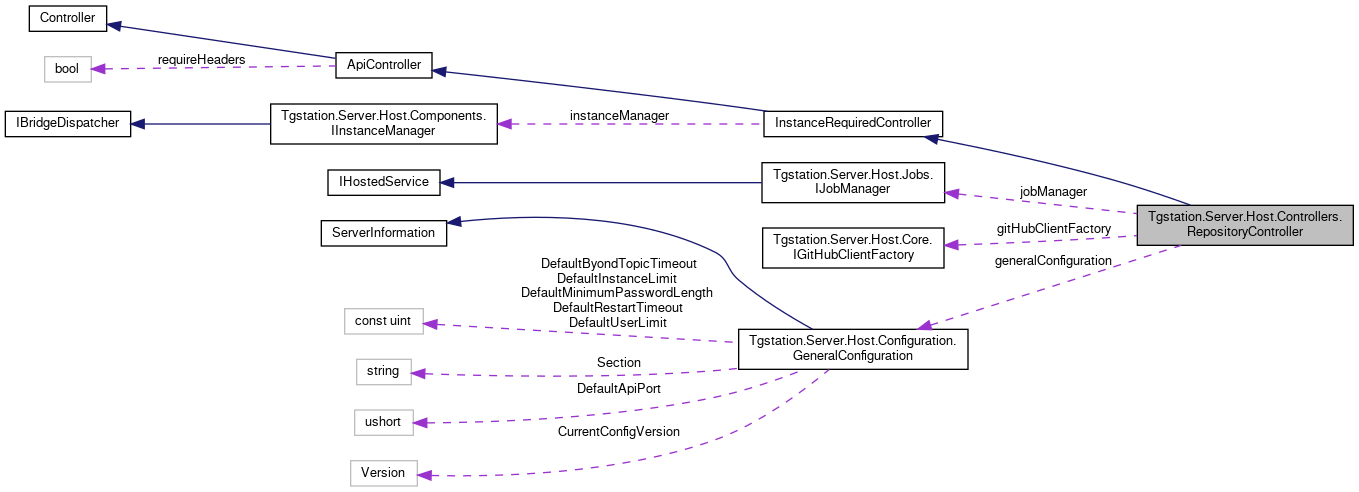 Controller
bool
requireHeaders
ApiController
IBridgeDispatcher
Tgstation.Server.Host.Components.
IInstanceManager
instanceManager
InstanceRequiredController
IHostedService
Tgstation.Server.Host.Jobs.
IJobManager
jobManager
Tgstation.Server.Host.Controllers.
RepositoryController
ServerInformation
Tgstation.Server.Host.Core.
IGitHubClientFactory
gitHubClientFactory
generalConfiguration
DefaultByondTopicTimeout
DefaultInstanceLimit
DefaultMinimumPasswordLength
DefaultRestartTimeout
DefaultUserLimit
const uint
Tgstation.Server.Host.Configuration.
GeneralConfiguration
string
Section
ushort
DefaultApiPort
Version
CurrentConfigVersion